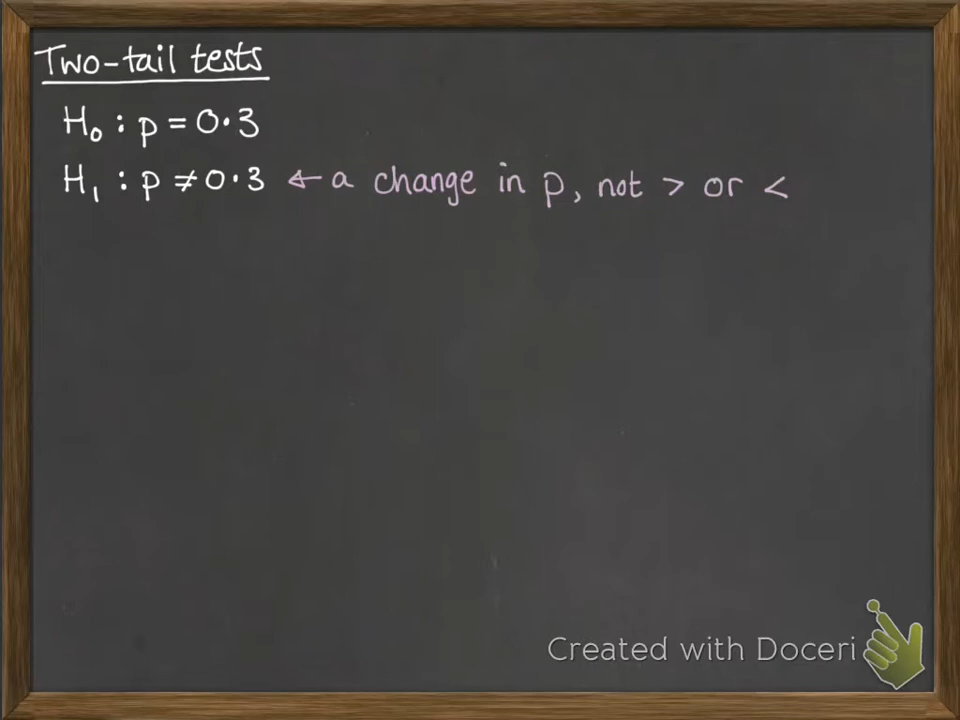 Two-tail tests
H₀ : p = 0·3
H₁ : p ≠ 0·3 ← a change in p, not > or <
Created with Doceri